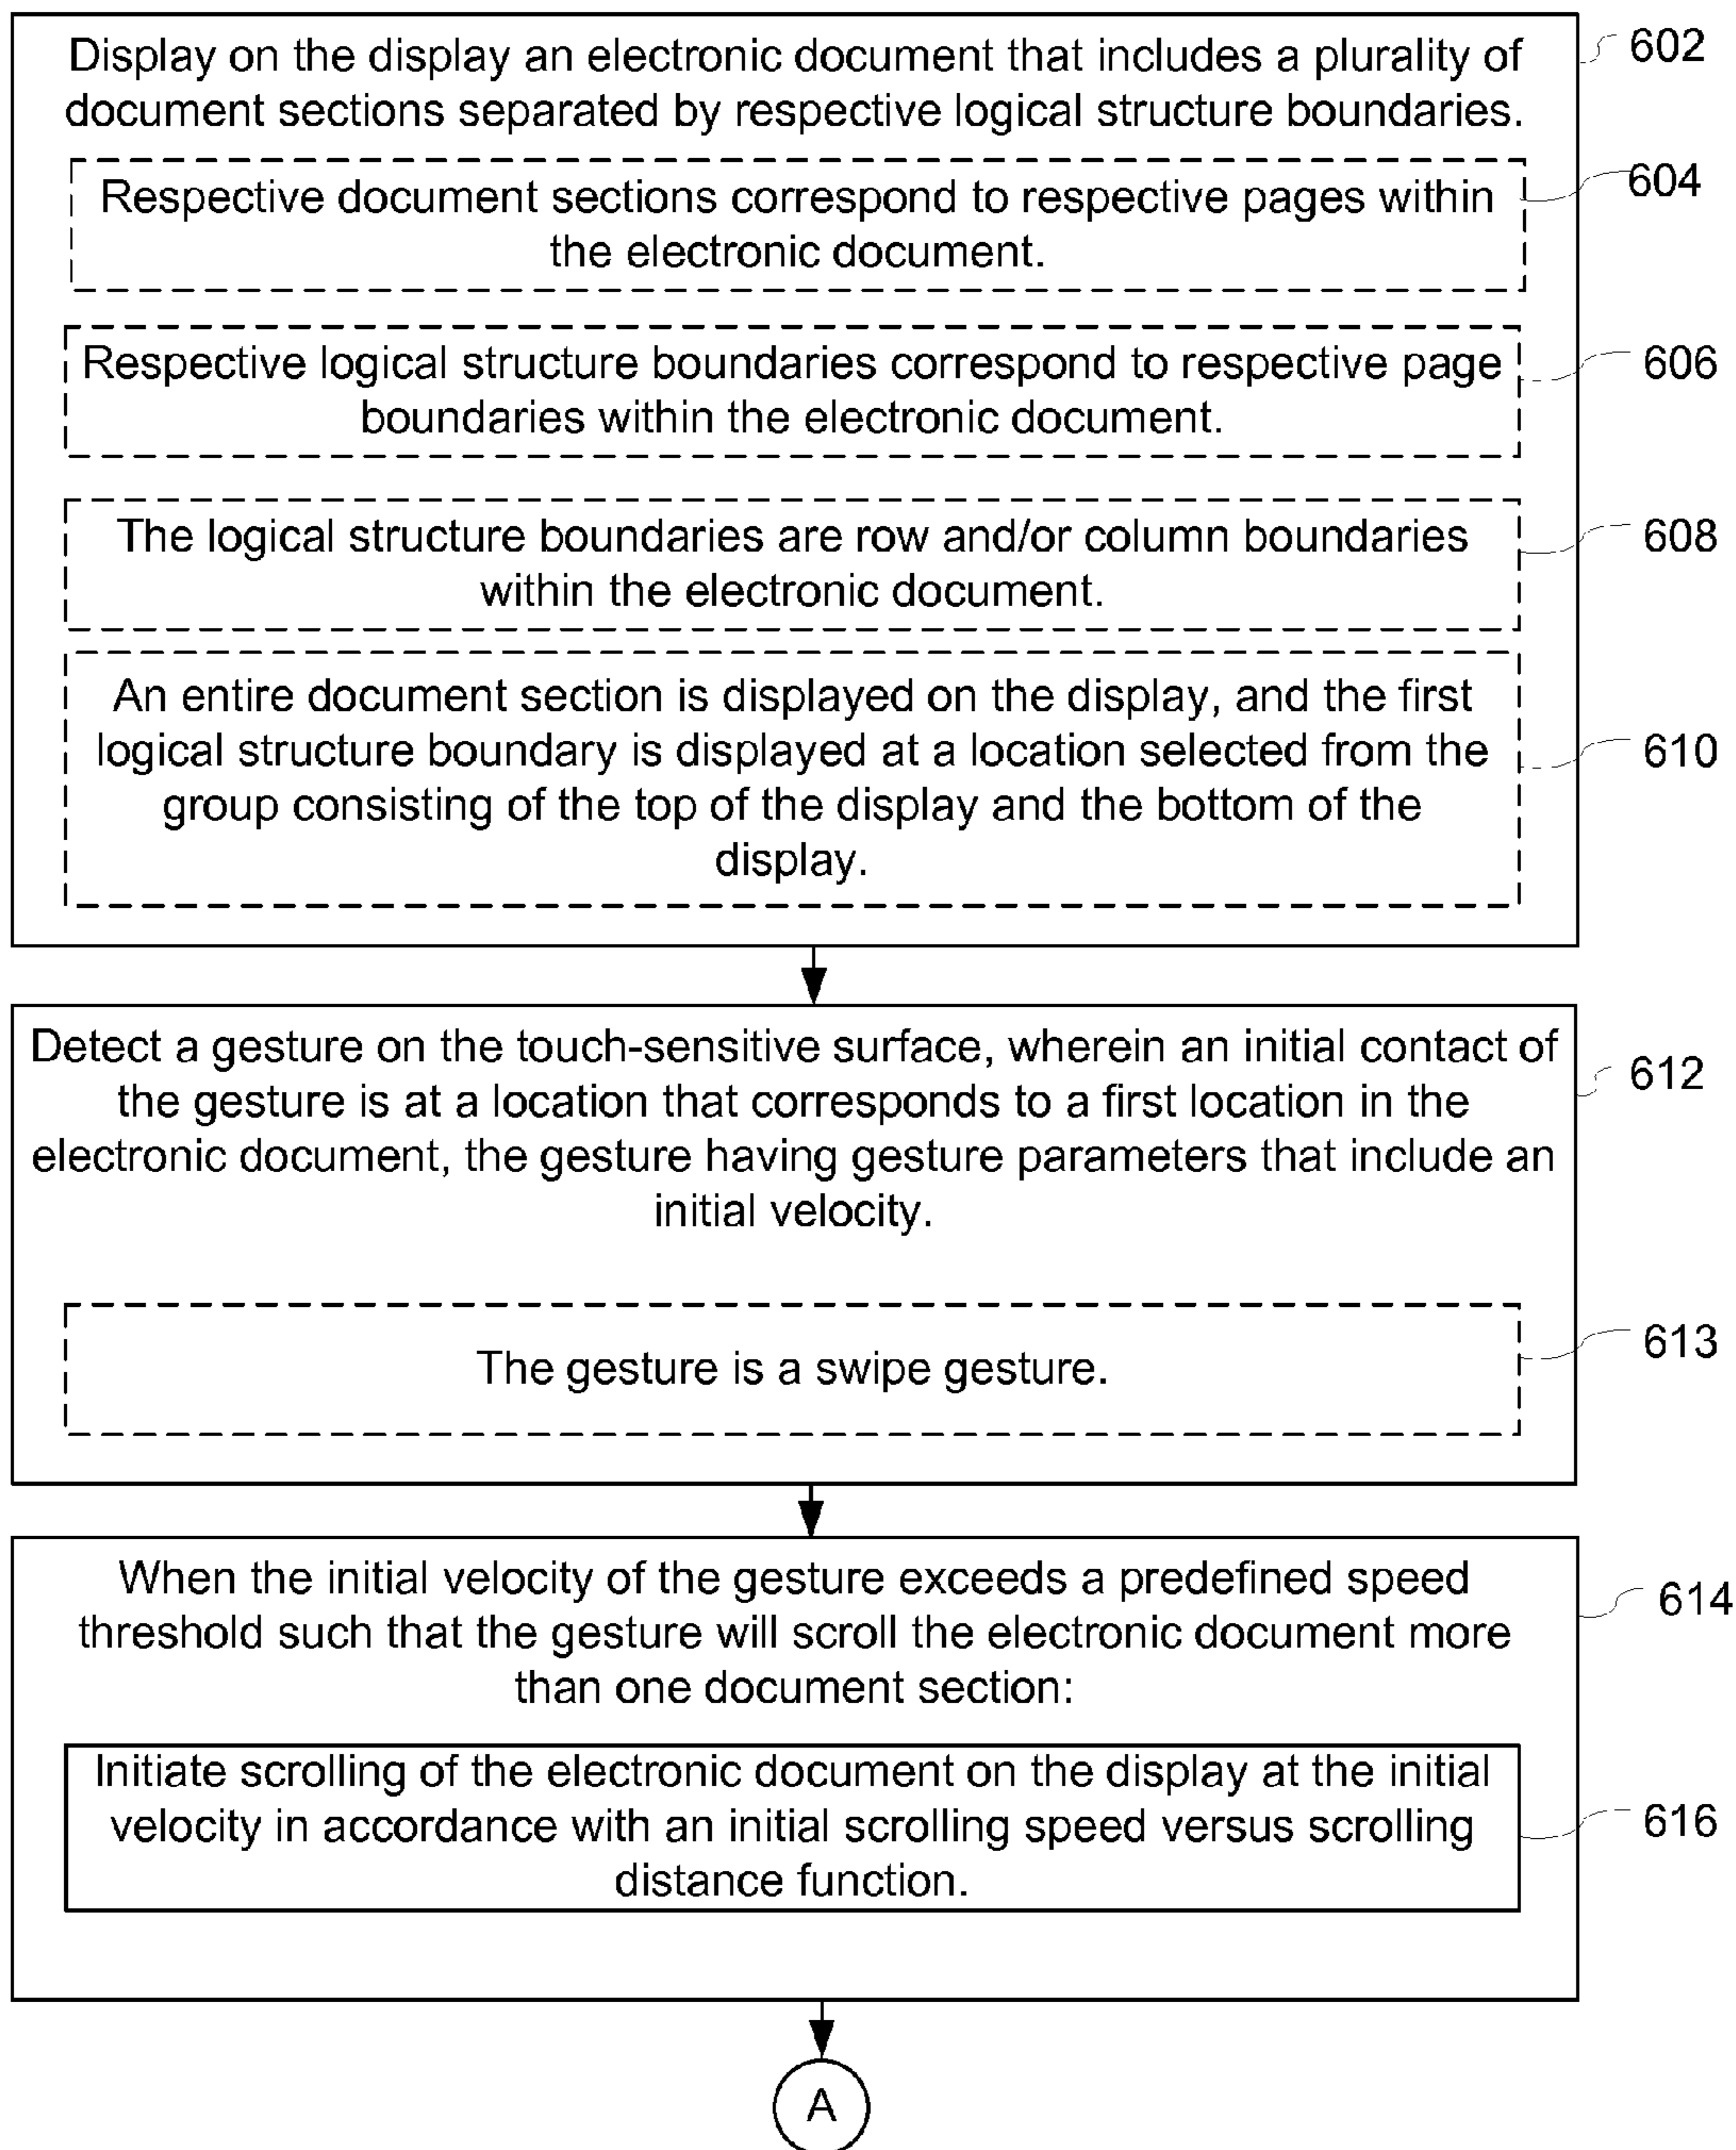 Display on the display an electronic document that includes a plurality of
document sections separated by respective logical structure boundaries.
602
Respective document sections correspond to respective pages within
the electronic document.
604
Respective logical structure boundaries correspond to respective page
boundaries within the electronic document.
606
The logical structure boundaries are row and/or column boundaries
within the electronic document.
608
An entire document section is displayed on the display, and the first
logical structure boundary is displayed at a location selected from the
group consisting of the top of the display and the bottom of the
display.
610
Detect a gesture on the touch-sensitive surface, wherein an initial contact of
the gesture is at a location that corresponds to a first location in the
electronic document, the gesture having gesture parameters that include an
initial velocity.
612
The gesture is a swipe gesture.
613
When the initial velocity of the gesture exceeds a predefined speed
threshold such that the gesture will scroll the electronic document more
than one document section:
614
Initiate scrolling of the electronic document on the display at the initial
velocity in accordance with an initial scrolling speed versus scrolling
distance function.
616
A